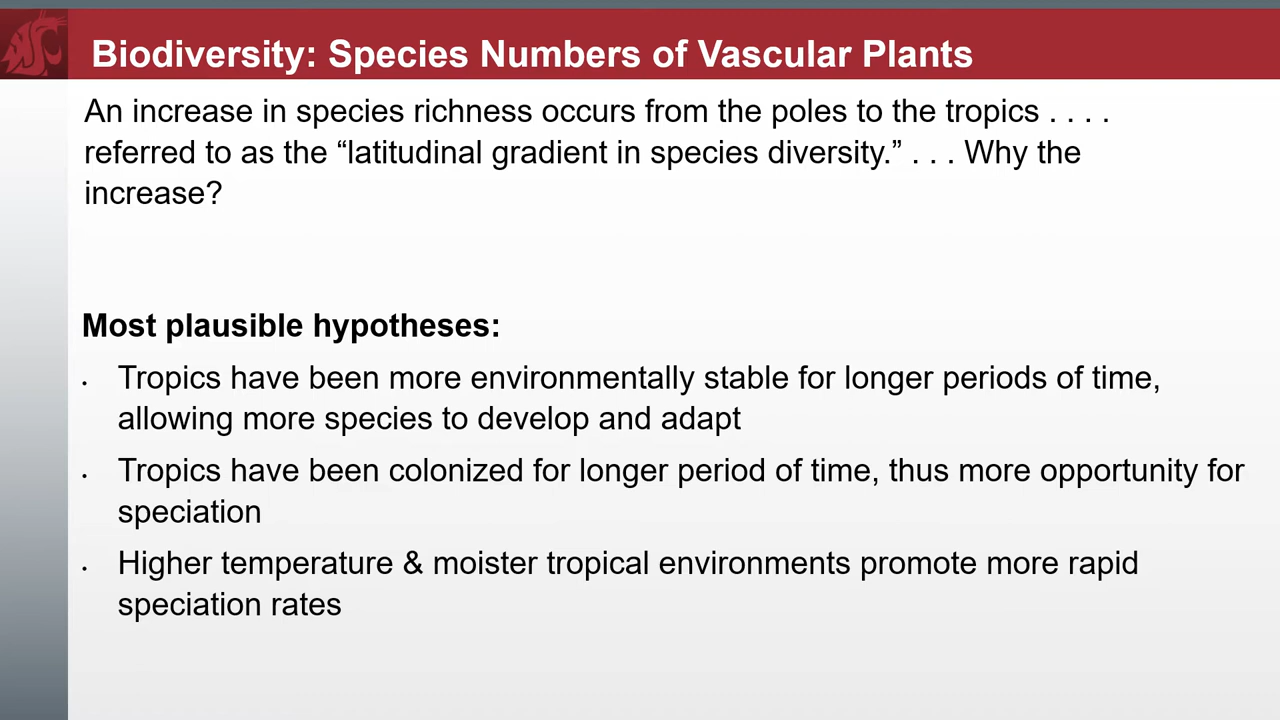 Biodiversity: Species Numbers of Vascular Plants
An increase in species richness occurs from the poles to the tropics . . . .
referred to as the “latitudinal gradient in species diversity.” . . . Why the
increase?
Most plausible hypotheses:
• Tropics have been more environmentally stable for longer periods of time,
allowing more species to develop and adapt
• Tropics have been colonized for longer period of time, thus more opportunity for
speciation
• Higher temperature & moister tropical environments promote more rapid
speciation rates